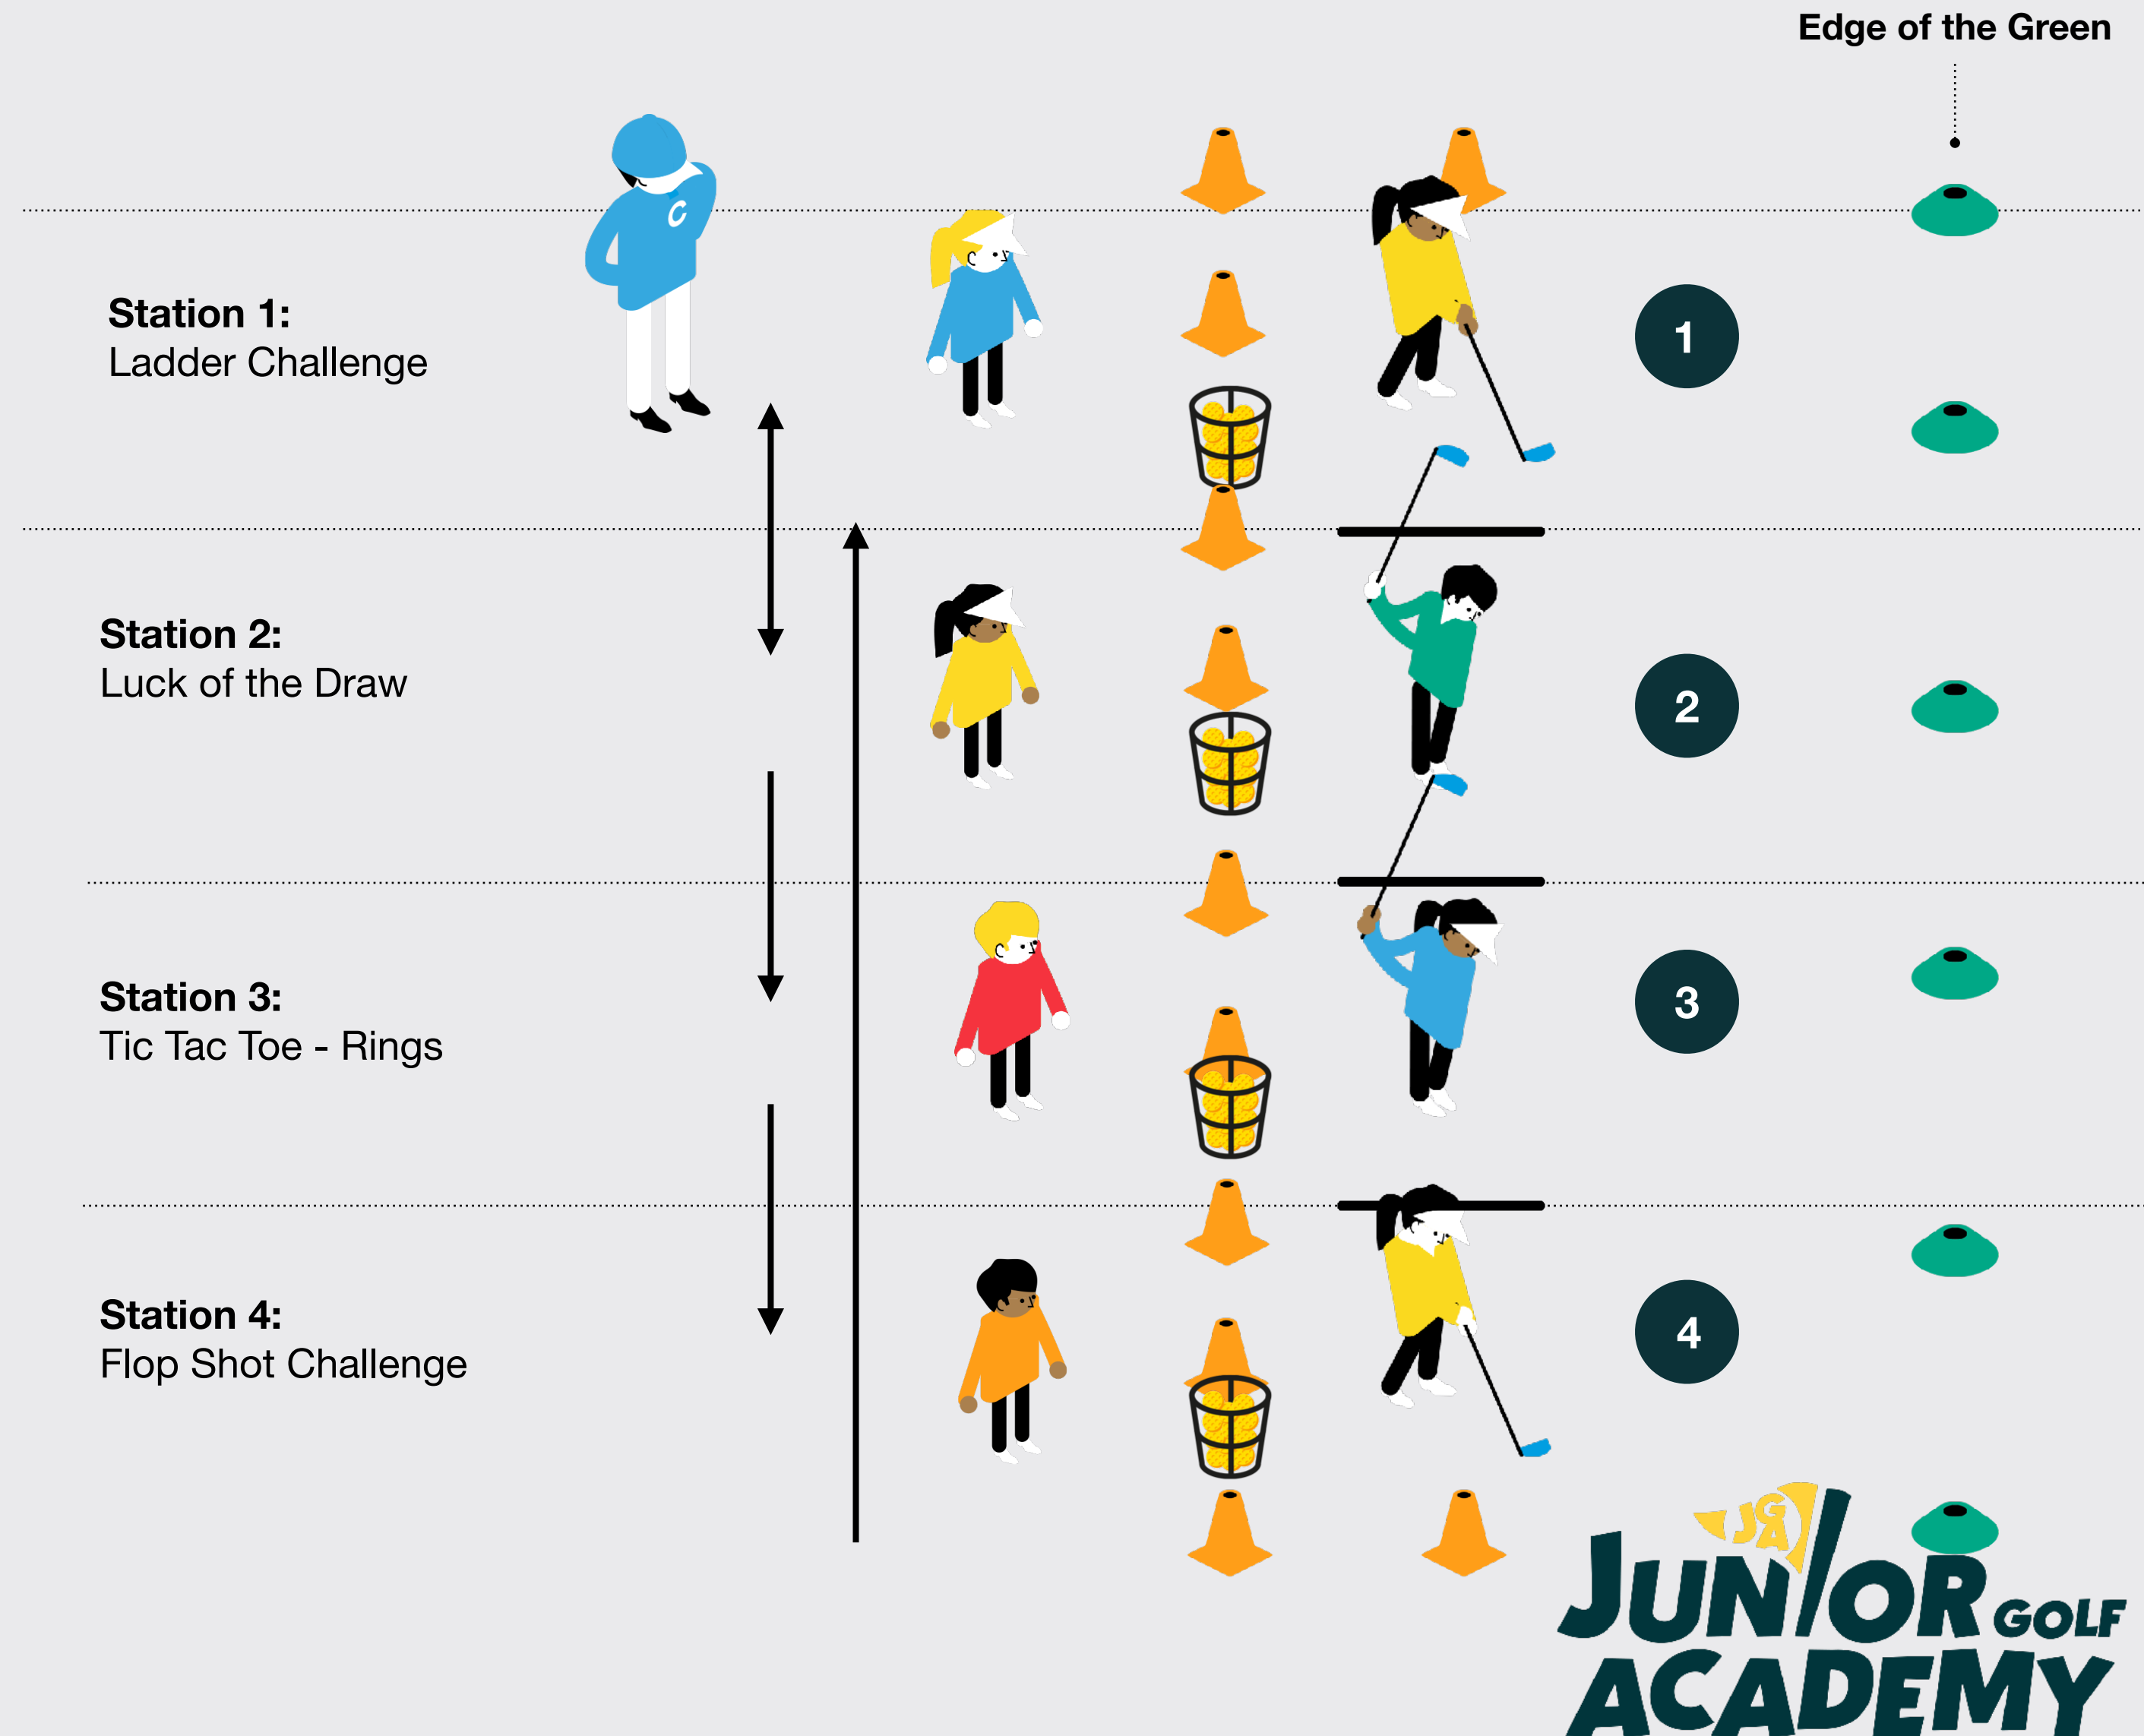 Edge of the Green
C
Station 1:
Ladder Challenge
1
Station 2:
Luck of the Draw
2
Station 3:
Tic Tac Toe - Rings
3
Station 4:
Flop Shot Challenge
4
JGA
JUNIOR GOLF
ACADEMY